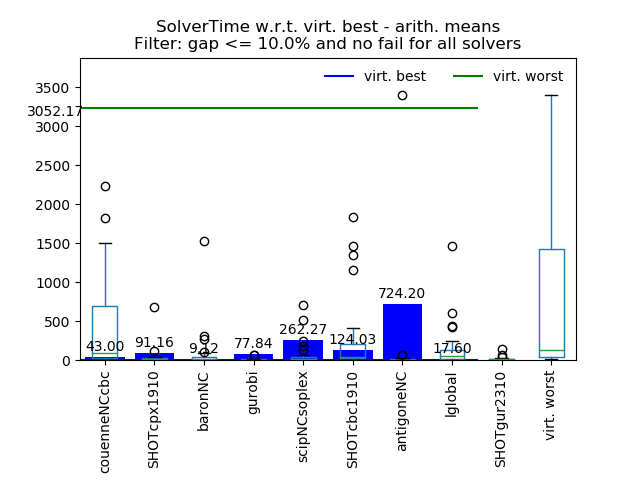 SolverTime w.r.t. virt. best - arith. means
Filter: gap <= 10.0% and no fail for all solvers
virt. best
virt. worst
3500
3052.17
3000
2500
2000
1500
1000
500
0
43.00
91.16
9.12
77.84
262.27
124.03
724.20
17.60
couenneNCcbc
SHOTcpx1910
baronNC
gurobi
scipNCsoplex
SHOTcbc1910
antigoneNC
lglobal
SHOTgur2310
virt. worst